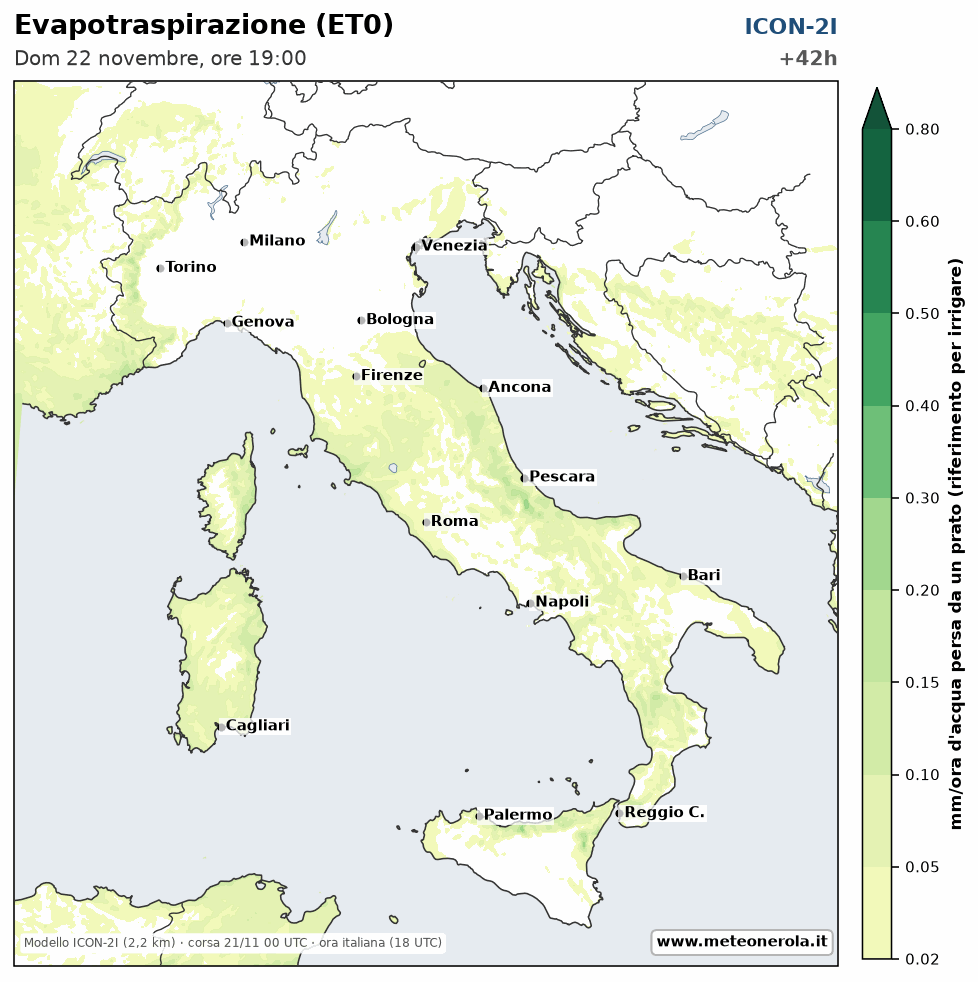 Evapotraspirazione (ET0)
ICON-2I
Dom 22 novembre, ore 19:00
+42h
Milano
Venezia
Torino
Genova
Bologna
Firenze
Ancona
Pescara
Roma
Bari
Napoli
Cagliari
Palermo
Reggio C.
Modello ICON-2I (2,2 km) · corsa 21/11 00 UTC · ora italiana (18 UTC)
www.meteonerola.it
0.80
0.60
0.50
0.40
0.30
0.20
0.15
0.10
0.05
0.02
mm/ora d'acqua persa da un prato (riferimento per irrigare)